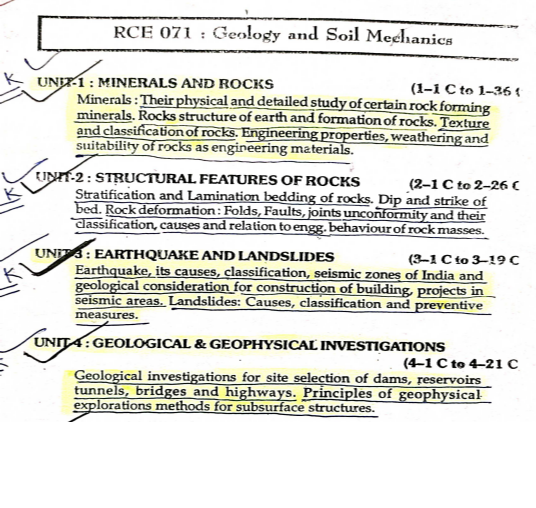 RCE 071 : Geology and Soil Mechanics
K
UNIT-1 : MINERALS AND ROCKS (1–1 C to 1–36 (
Minerals : Their physical and detailed study of certain rock forming
minerals. Rocks structure of earth and formation of rocks. Texture
and classification of rocks. Engineering properties, weathering and
suitability of rocks as engineering materials.
K
UNIT-2 : STRUCTURAL FEATURES OF ROCKS (2–1 C to 2–26 C
Stratification and Lamination bedding of rocks. Dip and strike of
bed. Rock deformation : Folds, Faults, joints unconformity and their
classification, causes and relation to engg. behaviour of rock masses.
K
UNIT 3 : EARTHQUAKE AND LANDSLIDES (3–1 C to 3–19 C
Earthquake, its causes, classification, seismic zones of India and
geological consideration for construction of building, projects in
seismic areas. Landslides: Causes, classification and preventive
measures.
UNIT 4 : GEOLOGICAL & GEOPHYSICAL INVESTIGATIONS
(4–1 C to 4–21 C
Geological investigations for site selection of dams, reservoirs
tunnels, bridges and highways. Principles of geophysical
explorations methods for subsurface structures.